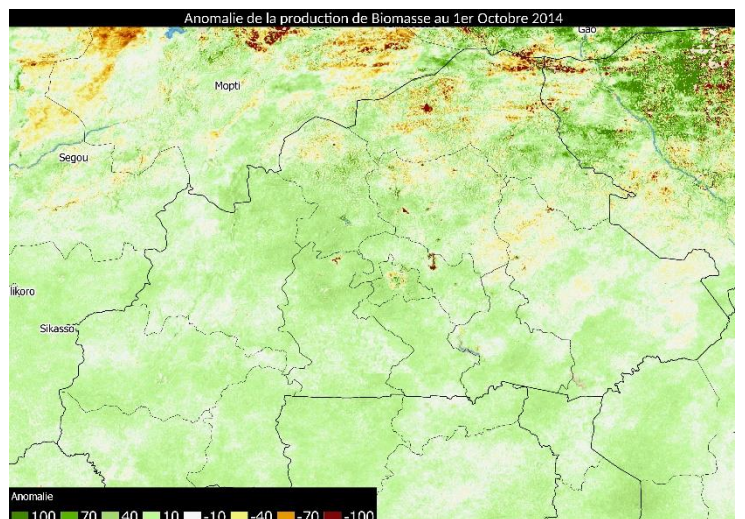 Anomalie de la production de Biomasse au 1er Octobre 2014
Gao
Mopti
Segou
likoro
Sikasso
Anomalie
100 70 40 10 -10 -40 -70 -100